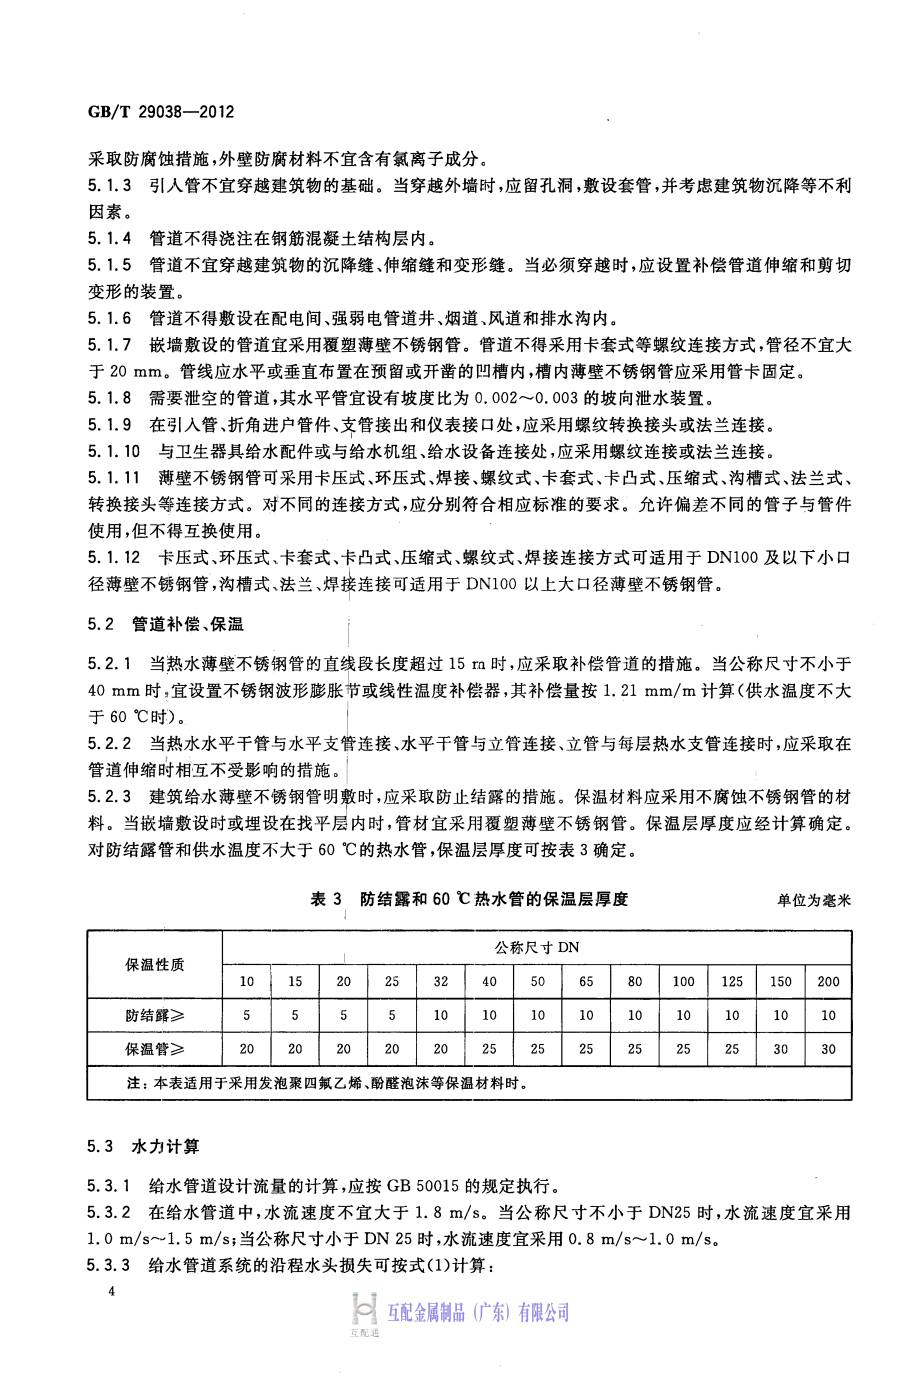 GB/T 29038—2012
采取防腐蚀措施,外壁防腐材料不宜含有氯离子成分。
5.1.3 引入管不宜穿越建筑物的基础。当穿越外墙时,应留孔洞,敷设套管,并考虑建筑物沉降等不利
因素。
5.1.4 管道不得浇注在钢筋混凝土结构层内。
5.1.5 管道不宜穿越建筑物的沉降缝、伸缩缝和变形缝。当必须穿越时,应设置补偿管道伸缩和剪切
变形的装置。
5.1.6 管道不得敷设在配电间、强弱电管道井、烟道、风道和排水沟内。
5.1.7 嵌墙敷设的管道宜采用覆塑薄壁不锈钢管。管道不得采用卡套式等螺纹连接方式,管径不宜大
于 20 mm。管线应水平或垂直布置在预留或开凿的凹槽内,槽内薄壁不锈钢管应采用管卡固定。
5.1.8 需要泄空的管道,其水平管宜设有坡度比为 0.002～0.003 的坡向泄水装置。
5.1.9 在引入管、折角进户管件、支管接出和仪表接口处,应采用螺纹转换接头或法兰连接。
5.1.10 与卫生器具给水配件或与给水机组、给水设备连接处,应采用螺纹连接或法兰连接。
5.1.11 薄壁不锈钢管可采用卡压式、环压式、焊接、螺纹式、卡套式、卡凸式、压缩式、沟槽式、法兰式、
转换接头等连接方式。对不同的连接方式,应分别符合相应标准的要求。允许偏差不同的管子与管件
使用,但不得互换使用。
5.1.12 卡压式、环压式、卡套式、卡凸式、压缩式、螺纹式、焊接连接方式可适用于 DN100 及以下小口
径薄壁不锈钢管,沟槽式、法兰、焊接连接可适用于 DN100 以上大口径薄壁不锈钢管。
5.2 管道补偿、保温
5.2.1 当热水薄壁不锈钢管的直线段长度超过 15 m 时,应采取补偿管道的措施。当公称尺寸不小于
40 mm 时,宜设置不锈钢波形膨胀节或线性温度补偿器,其补偿量按 1.21 mm/m 计算(供水温度不大
于 60 ℃时)。
5.2.2 当热水水平干管与水平支管连接、水平干管与立管连接、立管与每层热水支管连接时,应采取在
管道伸缩时相互不受影响的措施。
5.2.3 建筑给水薄壁不锈钢管明敷时,应采取防止结露的措施。保温材料应采用不腐蚀不锈钢管的材
料。当嵌墙敷设时或埋设在找平层内时,管材宜采用覆塑薄壁不锈钢管。保温层厚度应经计算确定。
对防结露管和供水温度不大于 60 ℃的热水管,保温层厚度可按表 3 确定。
表 3 防结露和 60 ℃热水管的保温层厚度 单位为毫米
保温性质 公称尺寸 DN
10 15 20 25 32 40 50 65 80 100 125 150 200
防结露≥ 5 5 5 5 10 10 10 10 10 10 10 10 10
保温管≥ 20 20 20 20 20 25 25 25 25 25 25 30 30
注:本表适用于采用发泡聚四氟乙烯、酚醛泡沫等保温材料时。
5.3 水力计算
5.3.1 给水管道设计流量的计算,应按 GB 50015 的规定执行。
5.3.2 在给水管道中,水流速度不宜大于 1.8 m/s。当公称尺寸不小于 DN25 时,水流速度宜采用
1.0 m/s～1.5 m/s;当公称尺寸小于 DN 25 时,水流速度宜采用 0.8 m/s～1.0 m/s。
5.3.3 给水管道系统的沿程水头损失可按式(1)计算:
4
互配通
互配金属制品(广东)有限公司